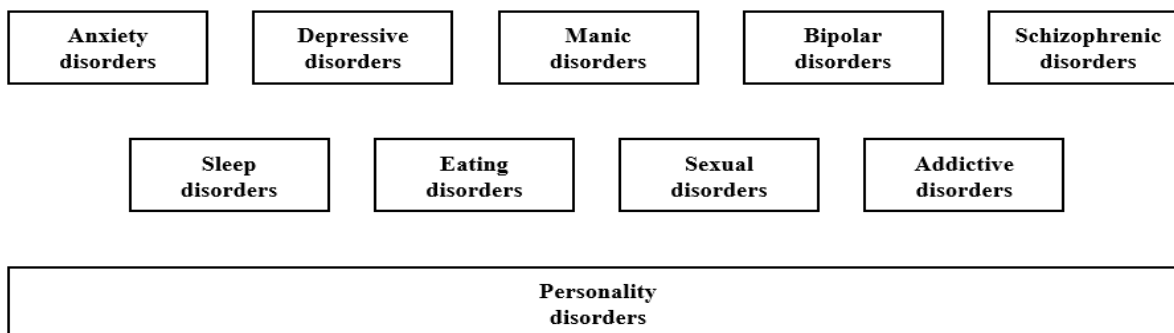 Anxiety
disorders
Depressive
disorders
Manic
disorders
Bipolar
disorders
Schizophrenic
disorders
Sleep
disorders
Eating
disorders
Sexual
disorders
Addictive
disorders
Personality
disorders